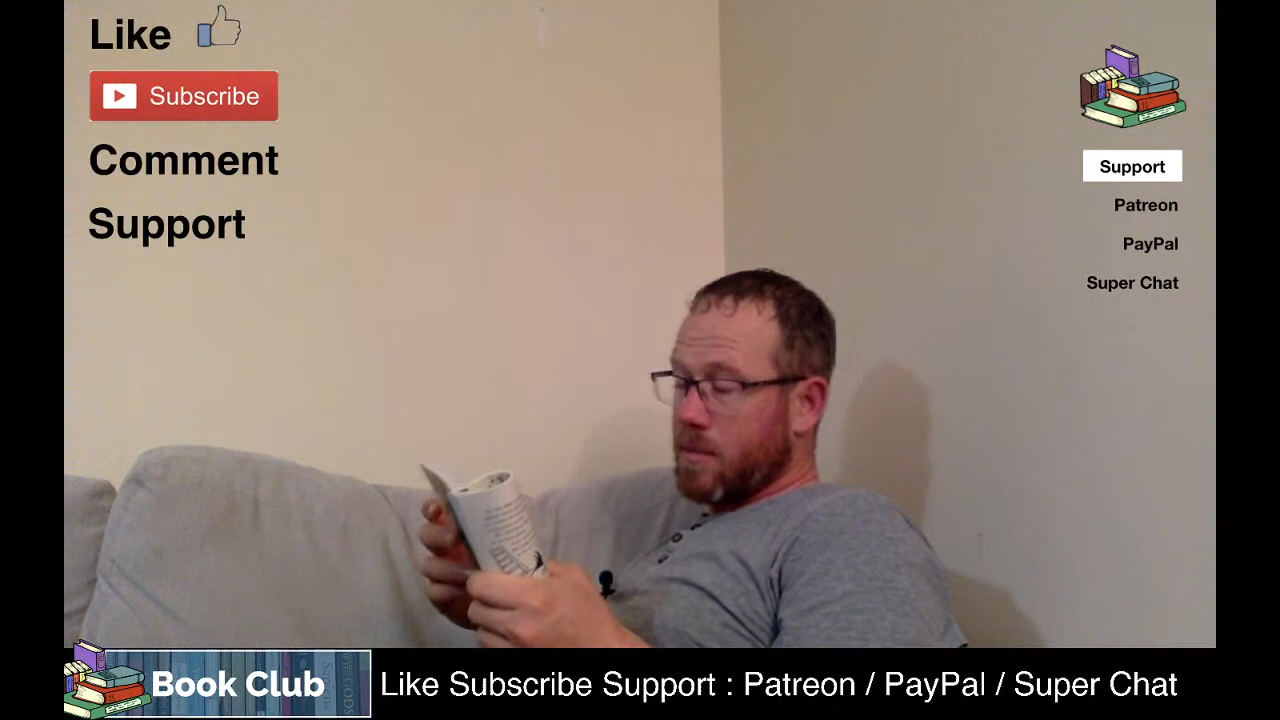 Like
Subscribe
Comment
Support
Support
Patreon
PayPal
Super Chat
Book Club
Like Subscribe Support : Patreon / PayPal / Super Chat